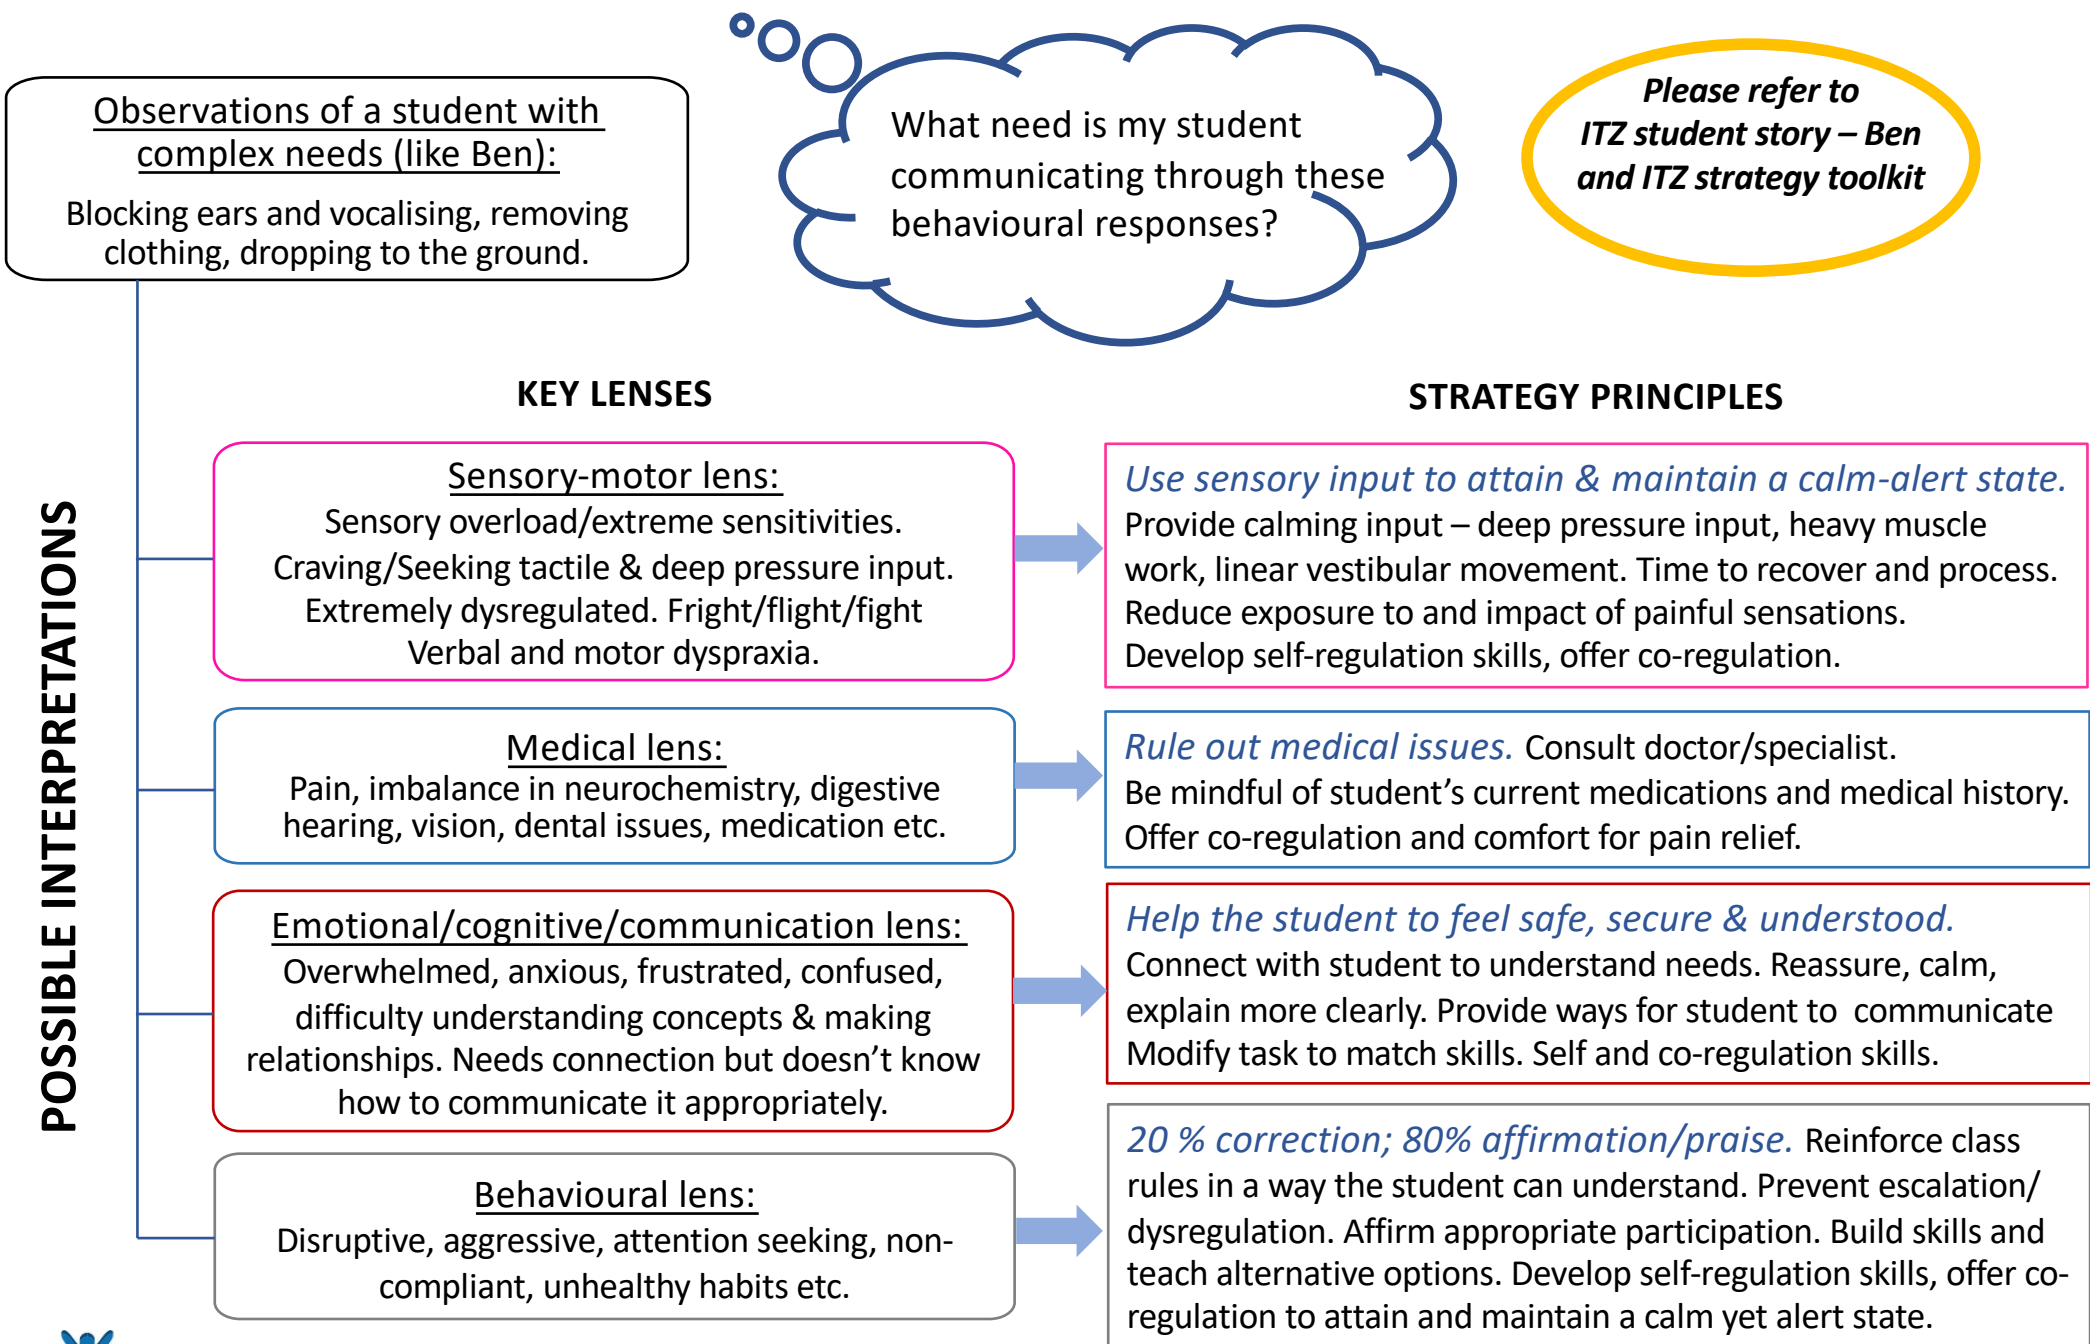 Observations of a student with
complex needs (like Ben):
Blocking ears and vocalising, removing
clothing, dropping to the ground.
What need is my student
communicating through these
behavioural responses?
Please refer to
ITZ student story – Ben
and ITZ strategy toolkit
KEY LENSES
STRATEGY PRINCIPLES
POSSIBLE INTERPRETATIONS
Sensory-motor lens:
Sensory overload/extreme sensitivities.
Craving/Seeking tactile & deep pressure input.
Extremely dysregulated. Fright/flight/fight
Verbal and motor dyspraxia.
Use sensory input to attain & maintain a calm-alert state.
Provide calming input – deep pressure input, heavy muscle
work, linear vestibular movement. Time to recover and process.
Reduce exposure to and impact of painful sensations.
Develop self-regulation skills, offer co-regulation.
Medical lens:
Pain, imbalance in neurochemistry, digestive
hearing, vision, dental issues, medication etc.
Rule out medical issues. Consult doctor/specialist.
Be mindful of student’s current medications and medical history.
Offer co-regulation and comfort for pain relief.
Emotional/cognitive/communication lens:
Overwhelmed, anxious, frustrated, confused,
difficulty understanding concepts & making
relationships. Needs connection but doesn’t know
how to communicate it appropriately.
Help the student to feel safe, secure & understood.
Connect with student to understand needs. Reassure, calm,
explain more clearly. Provide ways for student to  communicate
Modify task to match skills. Self and co-regulation skills.
Behavioural lens:
Disruptive, aggressive, attention seeking, non-
compliant, unhealthy habits etc.
20 % correction; 80% affirmation/praise. Reinforce class
rules in a way the student can understand. Prevent escalation/
dysregulation. Affirm appropriate participation. Build skills and
teach alternative options. Develop self-regulation skills, offer co-
regulation to attain and maintain a calm yet alert state.